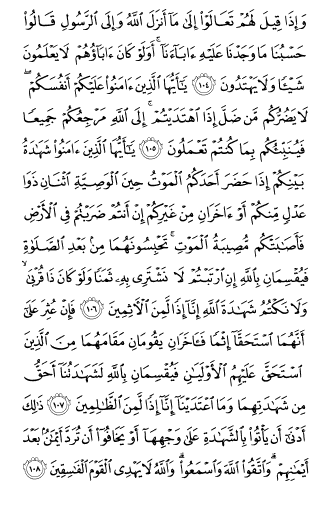 وَإِذَا قِيلَ لَهُمْ تَعَالَوْا۟ إِلَىٰ مَآ أَنزَلَ ٱللَّهُ وَإِلَى ٱلرَّسُولِ قَالُوا۟
حَسْبُنَا مَا وَجَدْنَا عَلَيْهِ ءَابَآءَنَآ ۚ أَوَلَوْ كَانَ ءَابَآؤُهُمْ لَا يَعْلَمُونَ
شَيْـًٔا وَلَا يَهْتَدُونَ ١٠٤ يَـٰٓأَيُّهَا ٱلَّذِينَ ءَامَنُوا۟ عَلَيْكُمْ أَنفُسَكُمْ ۖ
لَا يَضُرُّكُم مَّن ضَلَّ إِذَا ٱهْتَدَيْتُمْ ۚ إِلَى ٱللَّهِ مَرْجِعُكُمْ جَمِيعًا
فَيُنَبِّئُكُم بِمَا كُنتُمْ تَعْمَلُونَ ١٠٥ يَـٰٓأَيُّهَا ٱلَّذِينَ ءَامَنُوا۟ شَهَـٰدَةُ
بَيْنِكُمْ إِذَا حَضَرَ أَحَدَكُمُ ٱلْمَوْتُ حِينَ ٱلْوَصِيَّةِ ٱثْنَانِ ذَوَا
عَدْلٍ مِّنكُمْ أَوْ ءَاخَرَانِ مِنْ غَيْرِكُمْ إِنْ أَنتُمْ ضَرَبْتُمْ فِى ٱلْأَرْضِ
فَأَصَـٰبَتْكُم مُّصِيبَةُ ٱلْمَوْتِ ۚ تَحْبِسُونَهُمَا مِنۢ بَعْدِ ٱلصَّلَوٰةِ
فَيُقْسِمَانِ بِٱللَّهِ إِنِ ٱرْتَبْتُمْ لَا نَشْتَرِى بِهِۦ ثَمَنًا وَلَوْ كَانَ ذَا قُرْبَىٰ ۙ
وَلَا نَكْتُمُ شَهَـٰدَةَ ٱللَّهِ إِنَّآ إِذًا لَّمِنَ ٱلْـَٔاثِمِينَ ١٠٦ فَإِنْ عُثِرَ عَلَىٰٓ
أَنَّهُمَا ٱسْتَحَقَّآ إِثْمًا فَـَٔاخَرَانِ يَقُومَانِ مَقَامَهُمَا مِنَ ٱلَّذِينَ
ٱسْتَحَقَّ عَلَيْهِمُ ٱلْأَوْلَيَـٰنِ فَيُقْسِمَانِ بِٱللَّهِ لَشَهَـٰدَتُنَآ أَحَقُّ
مِن شَهَـٰدَتِهِمَا وَمَا ٱعْتَدَيْنَآ إِنَّآ إِذًا لَّمِنَ ٱلظَّـٰلِمِينَ ١٠٧ ذَٰلِكَ
أَدْنَىٰٓ أَن يَأْتُوا۟ بِٱلشَّهَـٰدَةِ عَلَىٰ وَجْهِهَآ أَوْ يَخَافُوٓا۟ أَن تُرَدَّ أَيْمَـٰنٌۢ بَعْدَ
أَيْمَـٰنِهِمْ ۗ وَٱتَّقُوا۟ ٱللَّهَ وَٱسْمَعُوا۟ ۗ وَٱللَّهُ لَا يَهْدِى ٱلْقَوْمَ ٱلْفَـٰسِقِينَ ١٠٨